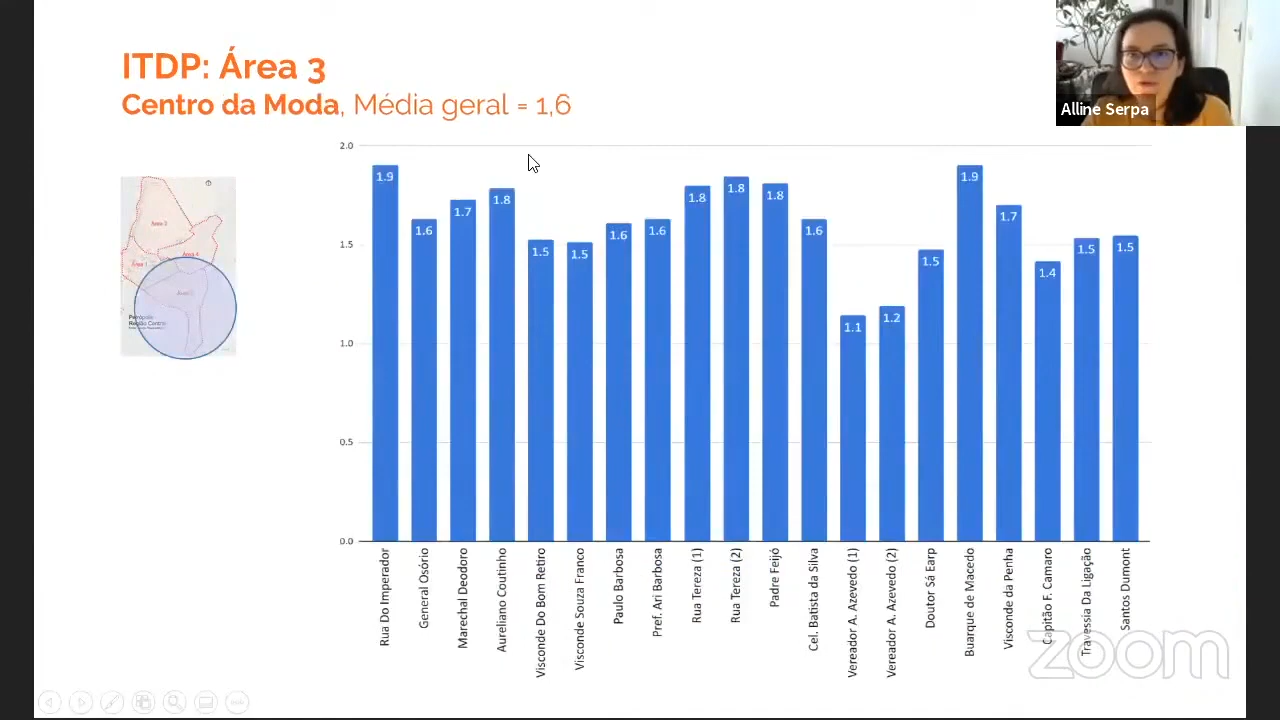 ITDP: Área 3
Centro da Moda, Média geral = 1,6
Alline Serpa
2.0
1.5
1.0
0.5
0.0
1.9
1.6
1.7
1.8
1.5
1.5
1.6
1.6
1.8
1.8
1.8
1.6
1.1
1.2
1.5
1.9
1.7
1.4
1.5
1.5
Rua Do Imperador
General Osório
Marechal Deodoro
Aureliano Coutinho
Visconde Do Bom Retiro
Visconde Souza Franco
Paulo Barbosa
Pref. Ari Barbosa
Rua Tereza (1)
Rua Tereza (2)
Padre Feijó
Cel. Batista da Silva
Vereador A. Azevedo (1)
Vereador A. Azevedo (2)
Doutor Sá Earp
Buarque de Macedo
Visconde da Penha
Capitão F. Camaro
Travessia Da Ligação
Santos Dumont
Petrópolis
Região Centro
zoom